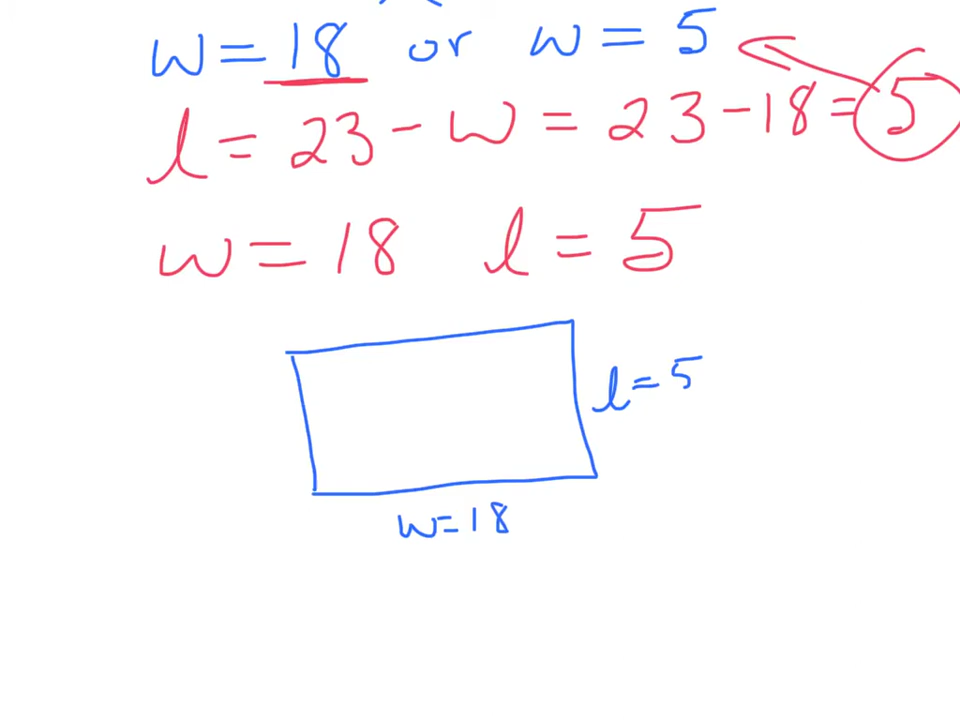 w = 18 or w = 5
l = 23 - w = 23 - 18 = 5
w = 18 l = 5
l = 5
w = 18